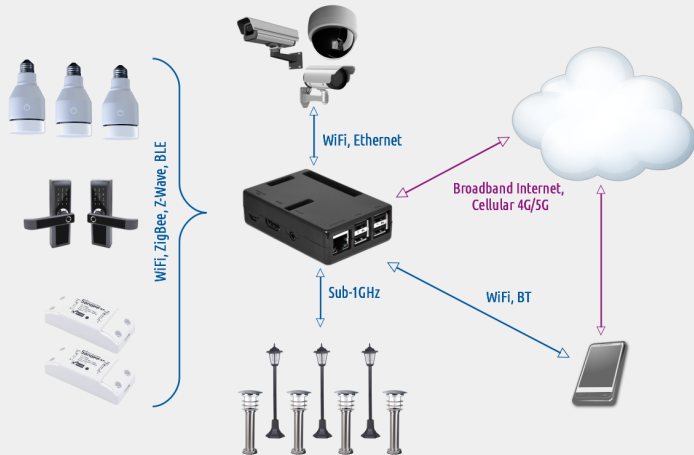 WiFi, Ethernet
WiFi, ZigBee, Z-Wave, BLE
Broadband Internet,
Cellular 4G/5G
Sub-1GHz
WiFi, BT